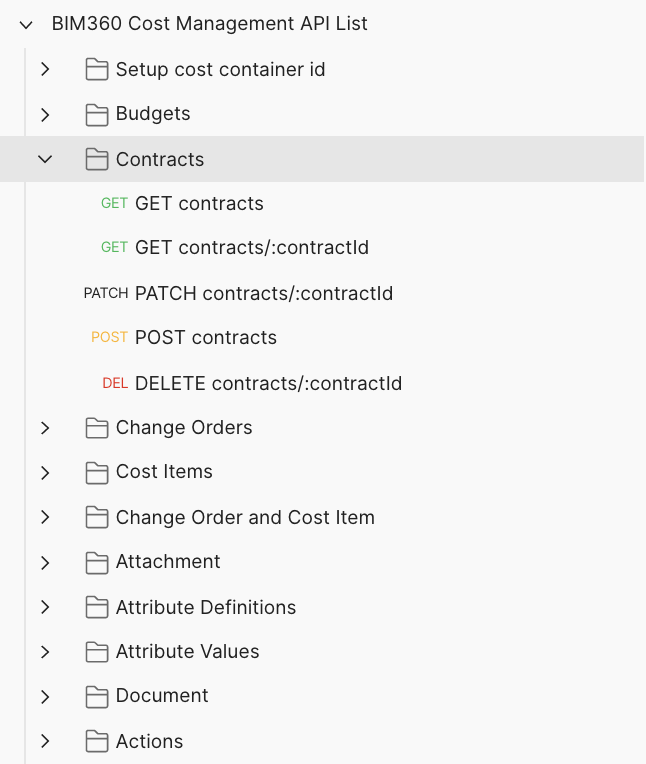 BIM360 Cost Management API List
Setup cost container id
Budgets
Contracts
GET GET contracts
GET GET contracts/:contractId
PATCH PATCH contracts/:contractId
POST POST contracts
DEL DELETE contracts/:contractId
Change Orders
Cost Items
Change Order and Cost Item
Attachment
Attribute Definitions
Attribute Values
Document
Actions